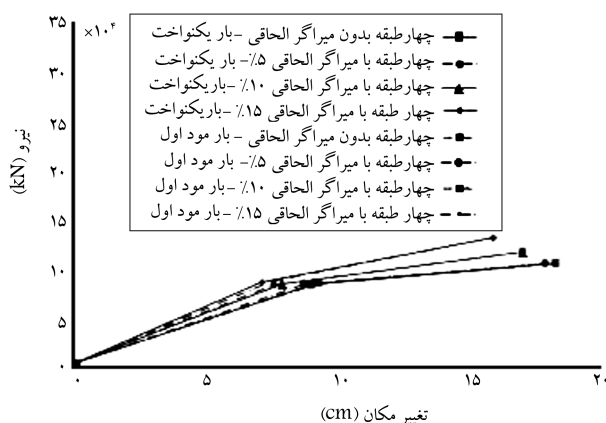 ×۱۰۴
چهارطبقه بدون میراگر الحاقی -بار یکنواخت
چهارطبقه با میراگر الحاقی ۵٪- بار یکنواخت
چهارطبقه با میراگر الحاقی ۱۰٪-باریکنواخت
چهار طبقه با میراگر الحاقی ۱۵٪-باریکنواخت
چهارطبقه بدون میراگر الحاقی - بار مود اول
چهارطبقه با میراگر الحاقی ۵٪- بار مود اول
چهارطبقه با میراگر الحاقی ۱۰٪-بار مود اول
چهار طبقه با میراگر الحاقی ۱۵٪-بار مود اول
۳۵
۳۰
۲۵
۲۰
۱۵
۱۰
۵
۰
نیرو (kN)
۰ ۵ ۱۰ ۱۵ ۲۰
تغییر مکان (cm)